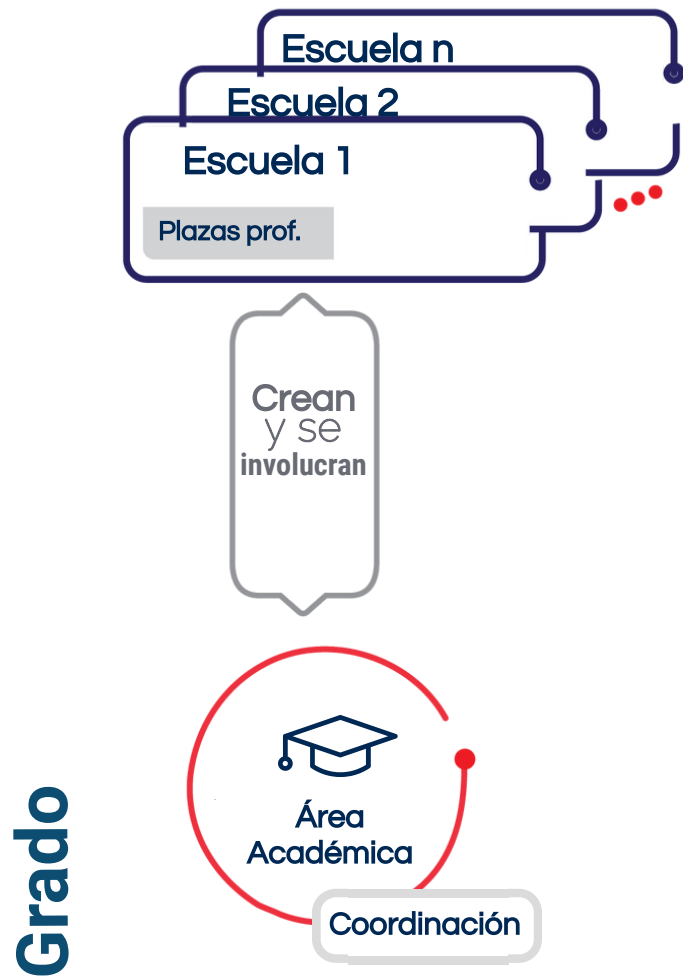 Escuela n
Escuela 2
Escuela 1
Plazas prof.
Crean
y se
involucran
Área
Académica
Coordinación
Grado